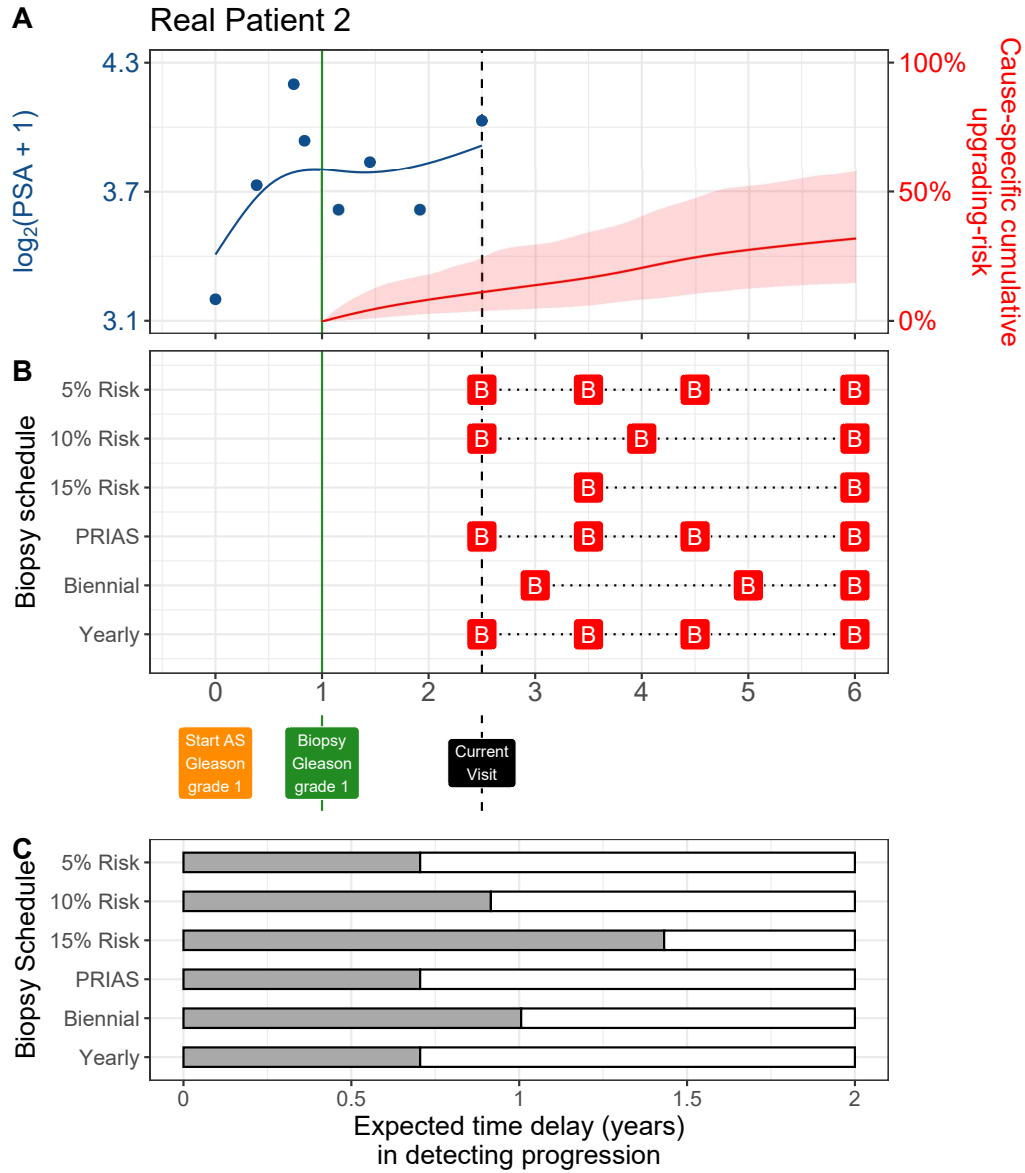 A
Real Patient 2
4.3
3.7
3.1
log2(PSA + 1)
100%
50%
0%
Cause-specific cumulative
upgrading-risk
B
Biopsy schedule
5% Risk
B B B B
10% Risk
B B B
15% Risk
B B
PRIAS
B B B B
Biennial
B B B
Yearly
B B B B
0 1 2 3 4 5 6
Start AS
Gleason
grade 1
Biopsy
Gleason
grade 1
Current
Visit
C
Biopsy Schedule
5% Risk
10% Risk
15% Risk
PRIAS
Biennial
Yearly
0 0.5 1 1.5 2
Expected time delay (years)
in detecting progression